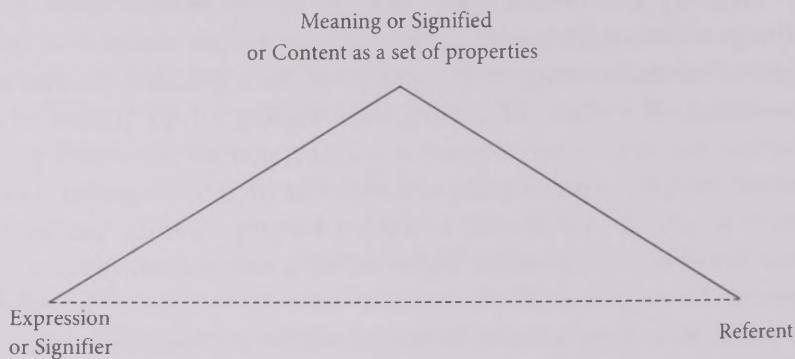 Meaning or Signified
or Content as a set of properties
Expression
or Signifier
Referent